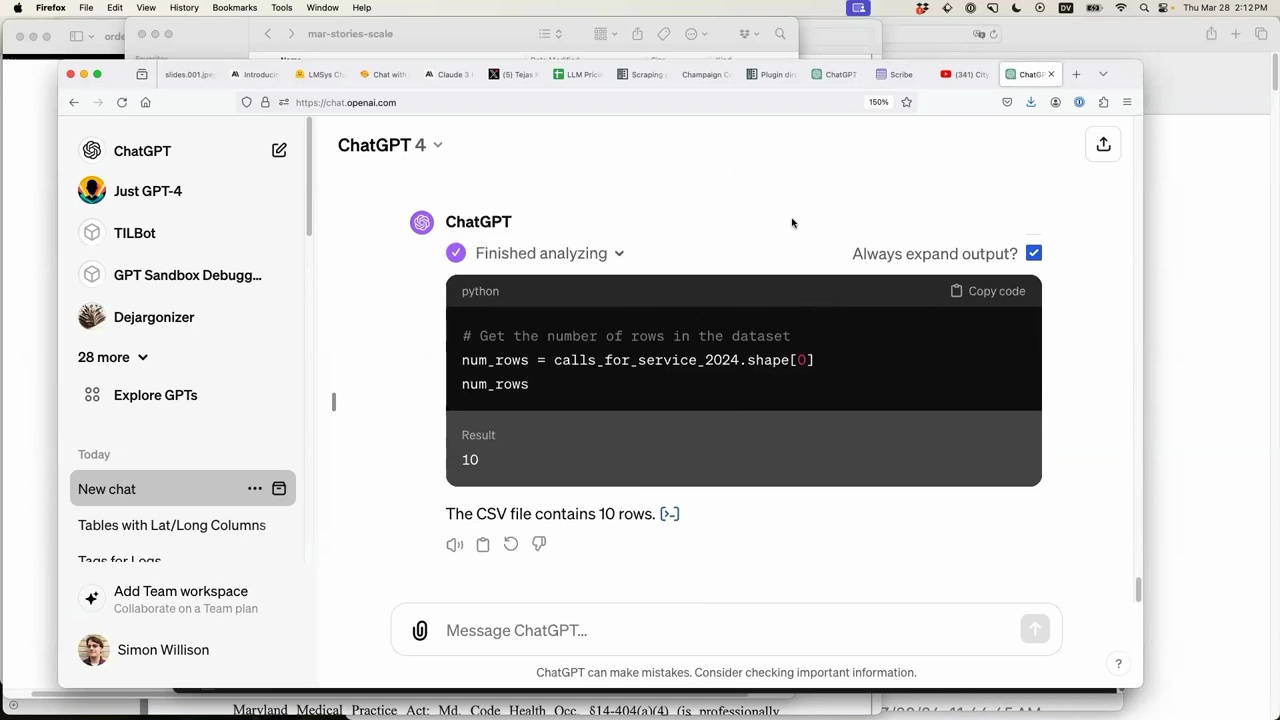 Firefox File Edit View History Bookmarks Tools Window Help
Thu Mar 28 2:12 PM
orde
mar-stories-scale
slides.001.jpe
Introducin
LMSys Ch
Chat with
Claude 3
(5) Tejas
LLM Pricin
Scraping
Champaign C
Plugin dire
ChatGPT
Scribe
(341) City
ChatGP
https://chat.openai.com
150%
ChatGPT
Just GPT-4
TILBot
GPT Sandbox Debugg...
Dejargonizer
28 more
Explore GPTs
Today
New chat
Tables with Lat/Long Columns
Tags for Logs
Add Team workspace
Collaborate on a Team plan
Simon Willison
ChatGPT 4
ChatGPT
Finished analyzing
Always expand output?
python
Copy code
# Get the number of rows in the dataset
num_rows = calls_for_service_2024.shape[0]
num_rows
Result
10
The CSV file contains 10 rows. [>-]
Message ChatGPT...
ChatGPT can make mistakes. Consider checking important information.
?
Maryland Medical Practice Act: Md. Code Health Occ. §14-404(a)(4) (is professionally